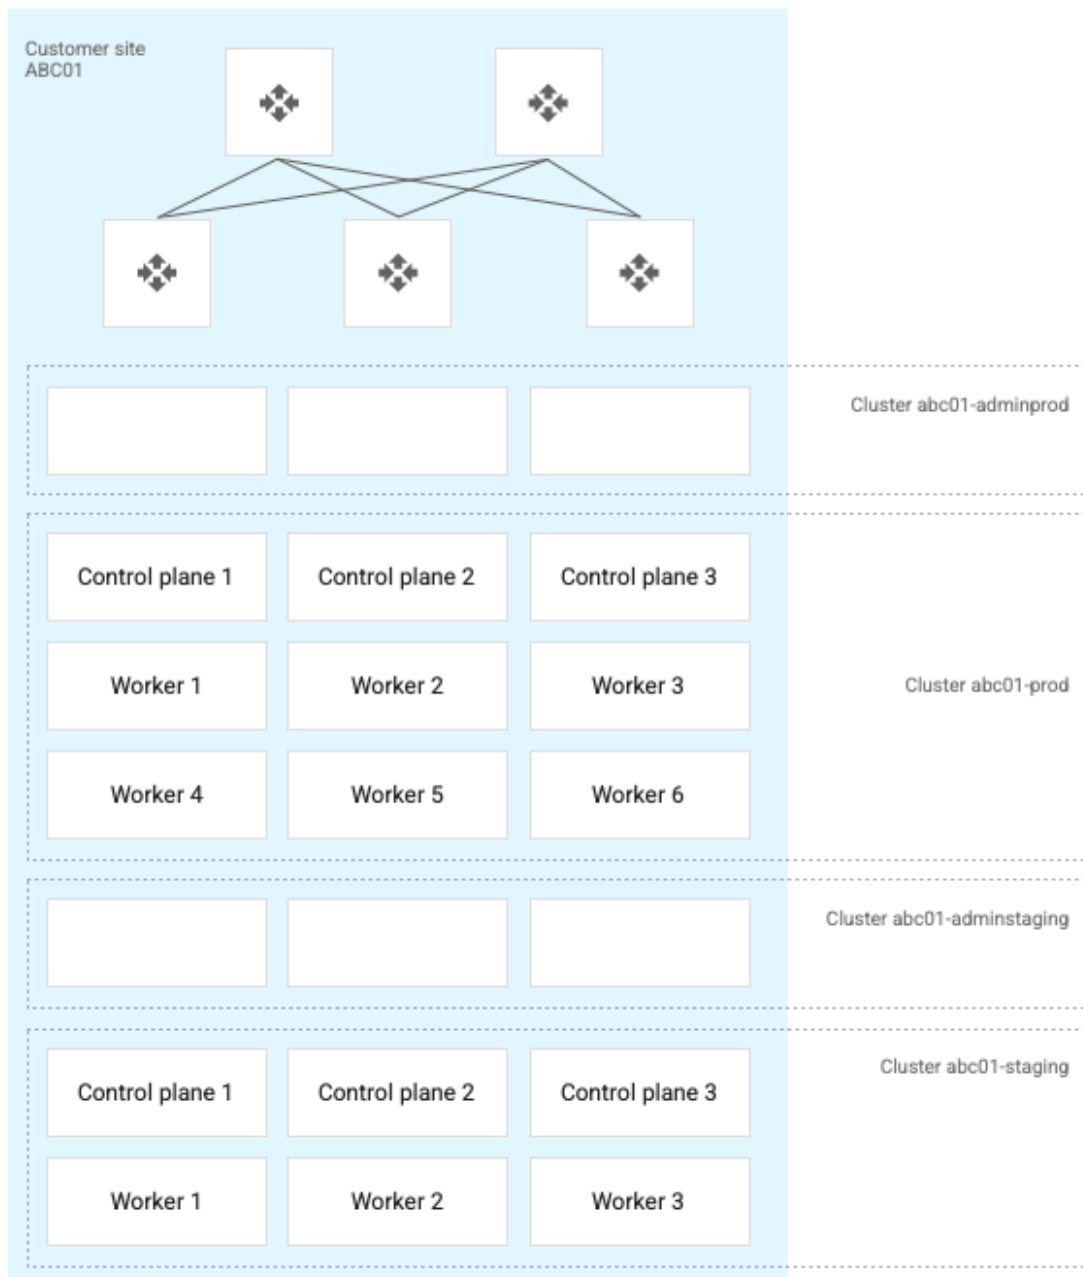 Customer site
ABC01
Cluster abc01-adminprod
Control plane 1
Control plane 2
Control plane 3
Worker 1
Worker 2
Worker 3
Cluster abc01-prod
Worker 4
Worker 5
Worker 6
Cluster abc01-adminstaging
Cluster abc01-staging
Control plane 1
Control plane 2
Control plane 3
Worker 1
Worker 2
Worker 3